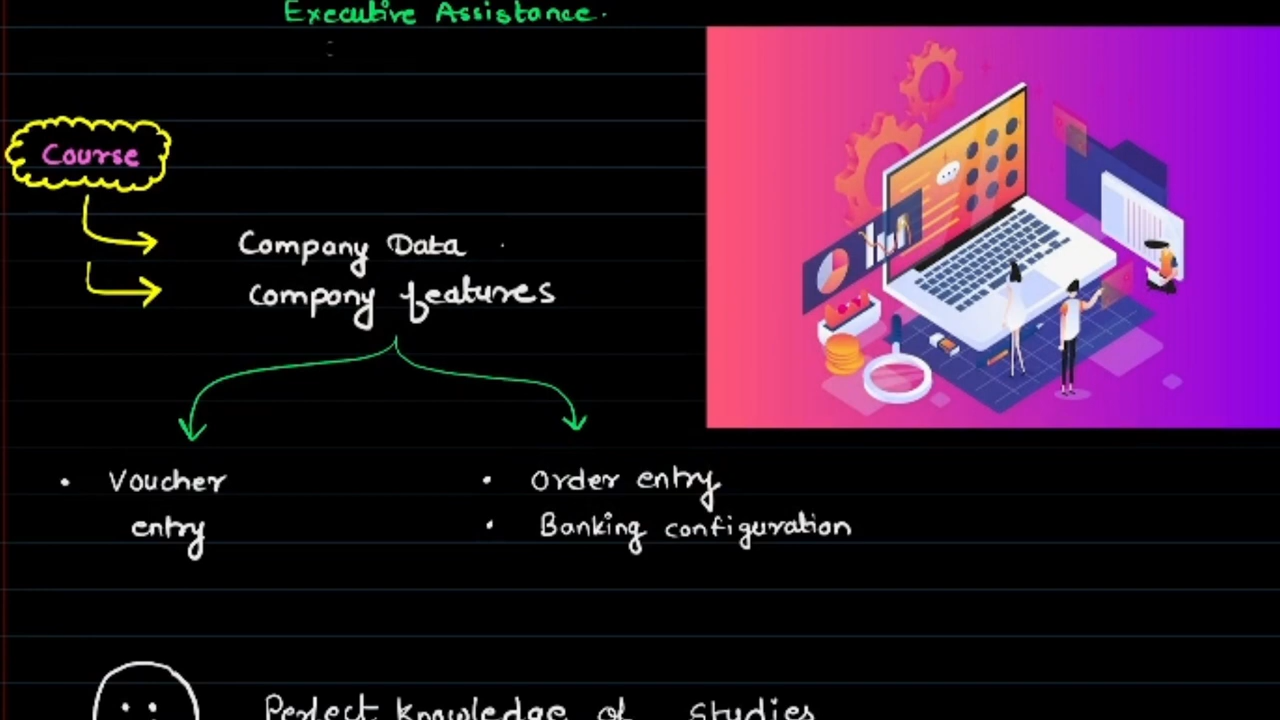 Executive Assistance.
Course
Company Data
Company features
• Voucher
entry
• Order entry
• Banking configuration
Perfect Knowledge of Studies